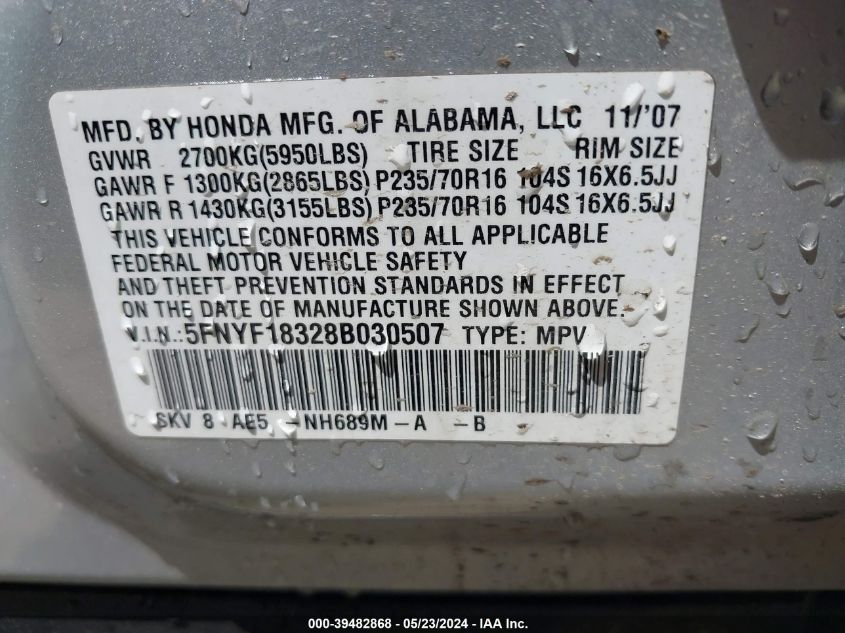 MFD. BY HONDA MFG. OF ALABAMA, LLC 11/'07
GVWR 2700KG(5950LBS) TIRE SIZE RIM SIZE
GAWR F 1300KG(2865LBS) P235/70R16 104S 16X6.5JJ
GAWR R 1430KG(3155LBS) P235/70R16 104S 16X6.5JJ
THIS VEHICLE CONFORMS TO ALL APPLICABLE
FEDERAL MOTOR VEHICLE SAFETY
AND THEFT PREVENTION STANDARDS IN EFFECT
ON THE DATE OF MANUFACTURE SHOWN ABOVE.
V.I.N.: 5FNYF18328B030507 TYPE: MPV
SKV 8 AE5 -NH689M-A -B
000-39482868 - 05/23/2024 - IAA Inc.